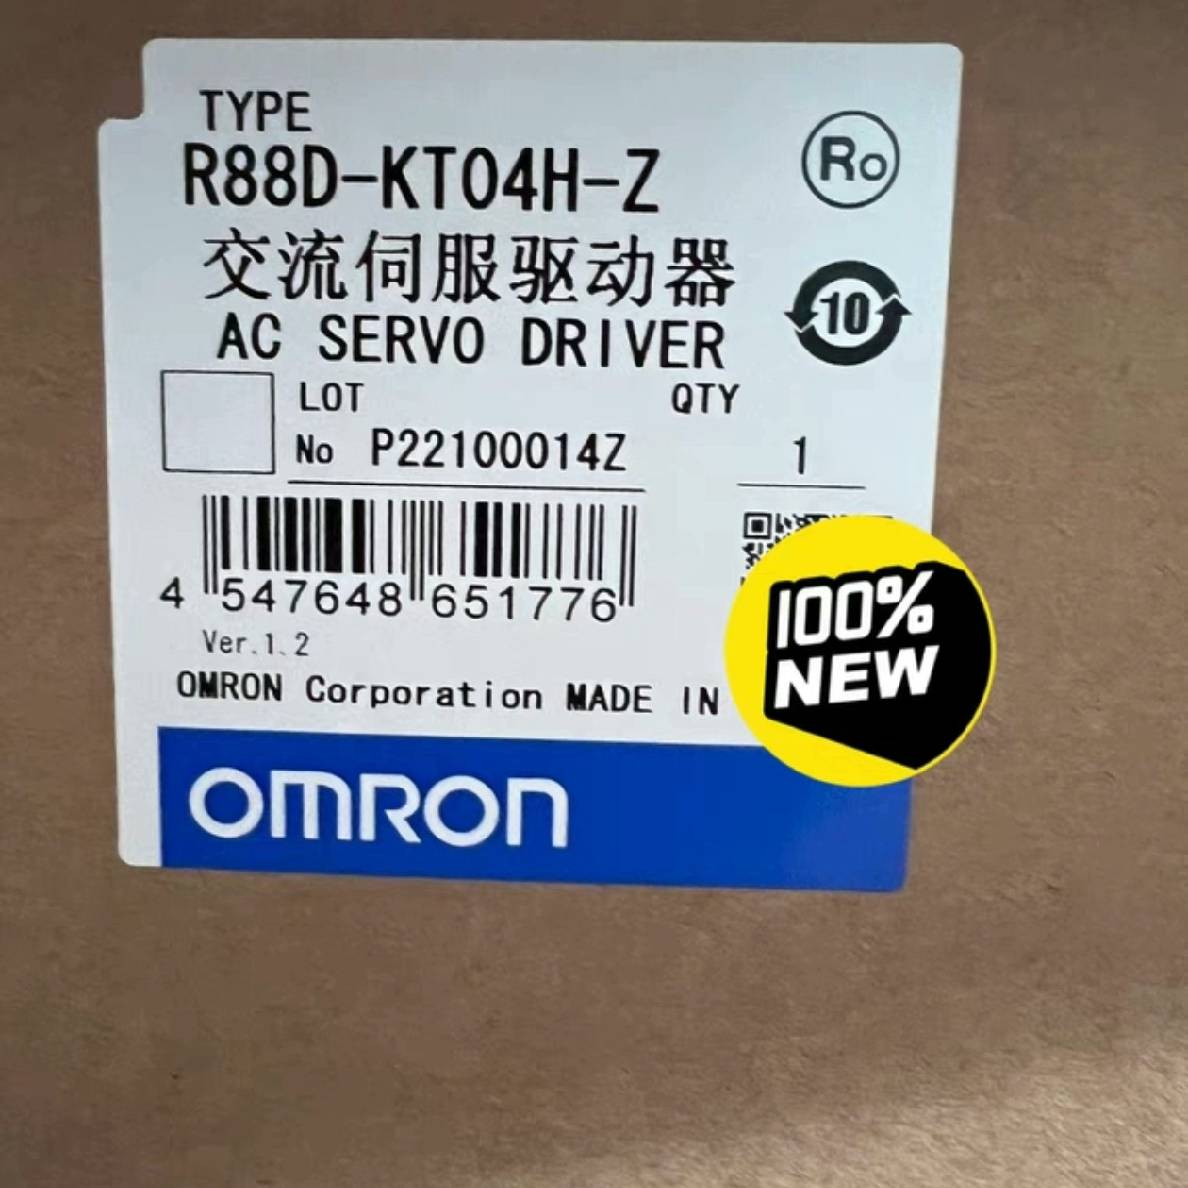 TYPE
R88D-KT04H-Z
Ro
交流伺服驱动器
10
AC SERVO DRIVER
LOT QTY
No P22100014Z 1
4 547648 651776
Ver.1.2
OMRON Corporation MADE IN
100%
NEW
OMRON